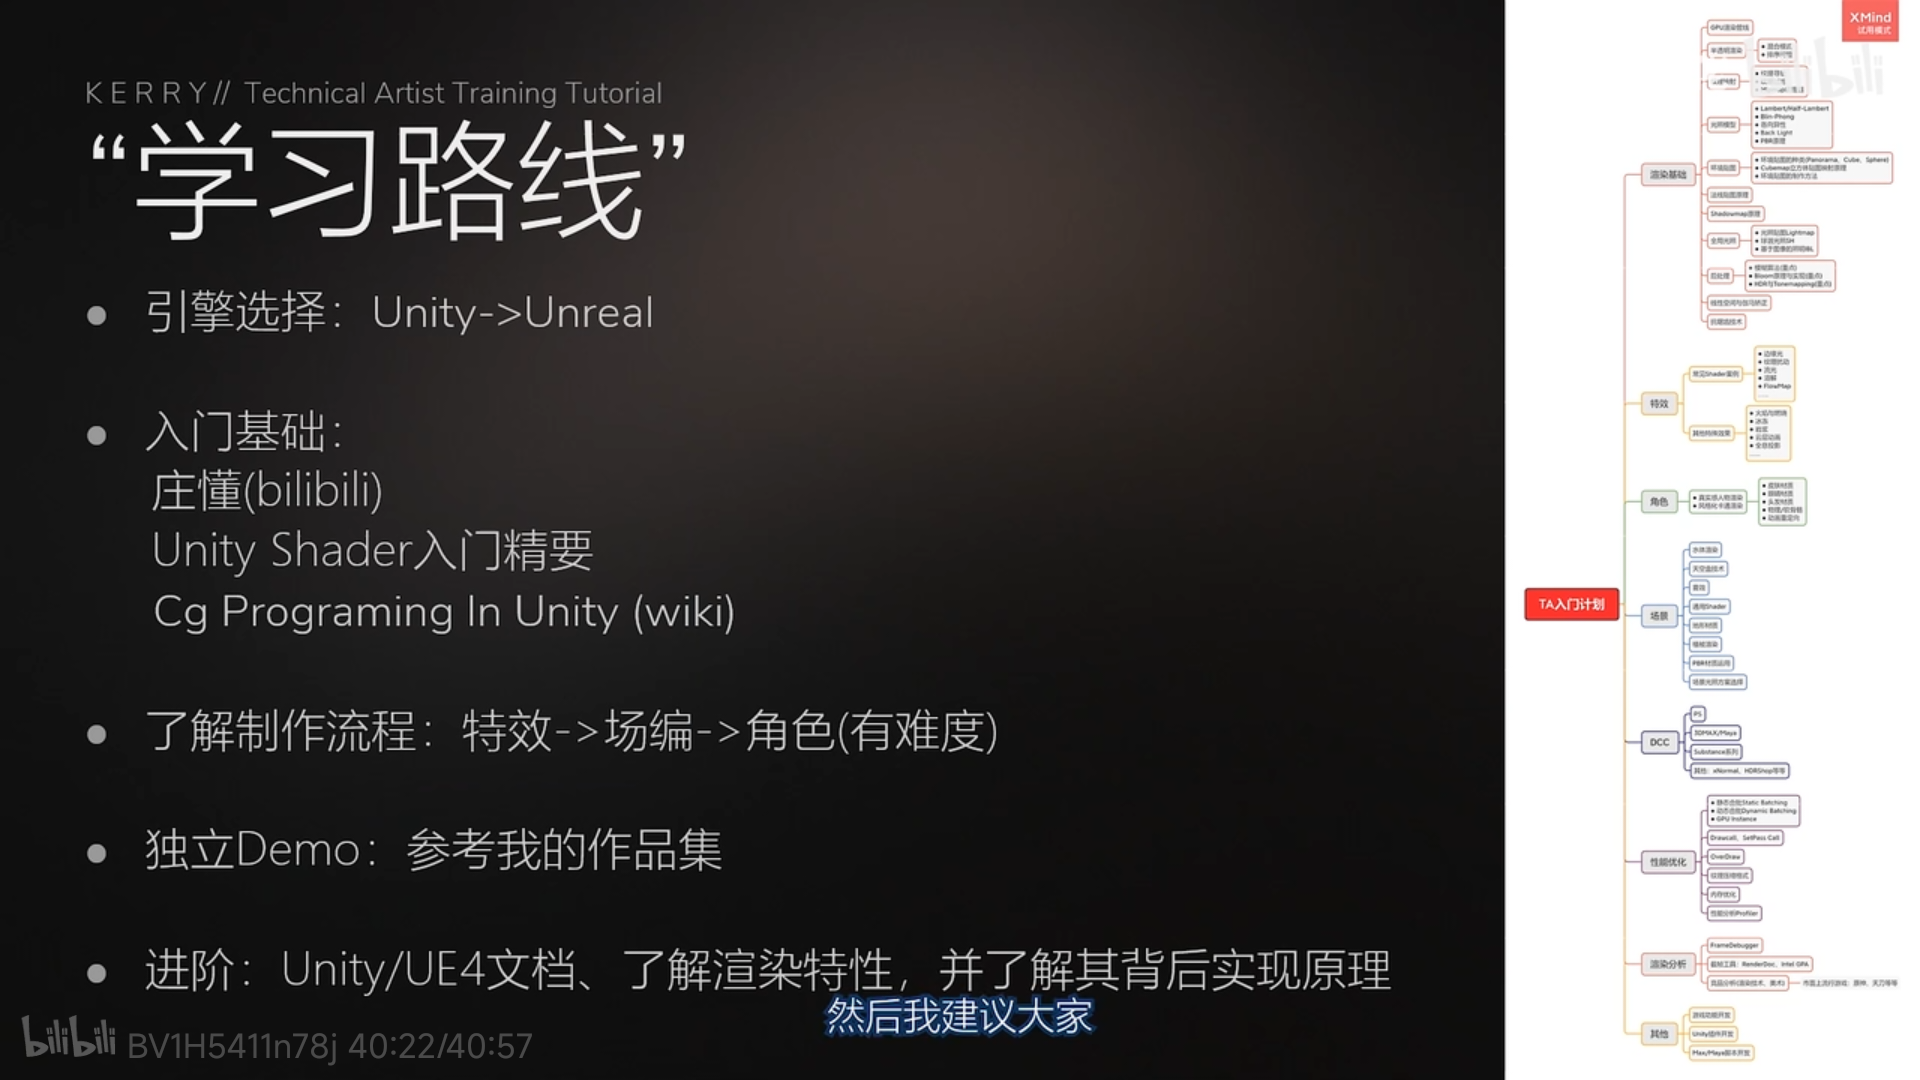 KERRY// Technical Artist Training Tutorial
“学习路线”
● 引擎选择：Unity->Unreal
● 入门基础：
庄懂(bilibili)
Unity Shader入门精要
Cg Programing In Unity (wiki)
● 了解制作流程：特效->场编->角色(有难度)
● 独立Demo：参考我的作品集
● 进阶：Unity/UE4文档、了解渲染特性，并了解其背后实现原理
然后我建议大家
bilibili BV1H5411n78j 40:22/40:57
XMind
试用模式
bilibili
TA入门计划
渲染基础
GPU渲染管线
半透明渲染
混合模式
光照模型
Lambert/Half-Lambert
Blin-Phong
各向异性
Back Light
PBR原理
环境贴图
环境贴图的种类(Panorama、Cube、Sphere)
Cubemap立方体贴图映射原理
环境贴图的制作方法
法线贴图原理
Shadowmap原理
全局光照
光照贴图Lightmap
球谐光照SH
基于图像的照明IBL
后处理
模糊算法(重点)
Bloom原理与实现(重点)
HDR与Tonemapping(重点)
线性空间与伽马矫正
抗锯齿技术
特效
常见Shader案例
边缘光
纹理扰动
流光
溶解
FlowMap
其他特殊效果
火焰与燃烧
冰冻
云层动画
全息投影
角色
真实感人物渲染
风格化卡通渲染
皮肤材质
眼睛材质
头发材质
动画重定向
场景
水体渲染
天空盒技术
雾效
通用Shader
地形材质
植被渲染
PBR材质运用
场景光照方案选择
DCC
PS
3DMAX/Maya
Substance系列
其他：xNormal、HDRShop等等
性能优化
静态合批Static Batching
动态合批Dynamic Batching
GPU Instance
Drawcall、SetPass Call
OverDraw
纹理压缩格式
内存优化
性能分析Profiler
渲染分析
FrameDebugger
截帧工具：RenderDoc、Intel GPA
竞品分析(渲染技术、美术)
市面上流行游戏：原神、天刀等等
其他
游戏功能开发
Unity插件开发
Max/Maya脚本开发